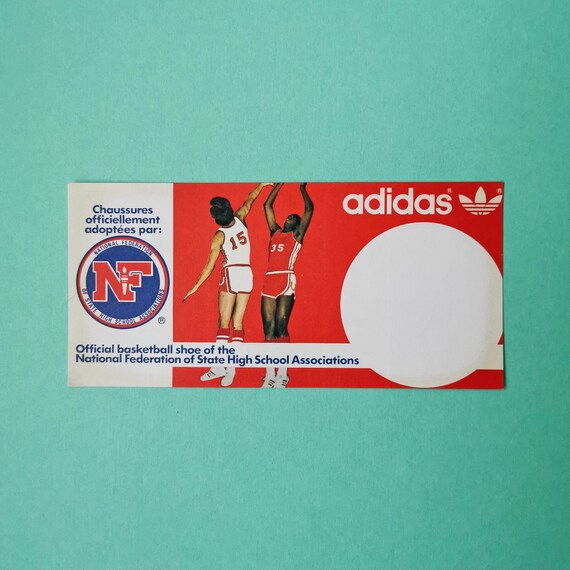 Chaussures
officiellement
adoptées par:
NATIONAL FEDERATION
OF STATE HIGH SCHOOL ASSOCIATIONS
NF
®
15
35
adidas®
®
Official basketball shoe of the
National Federation of State High School Associations